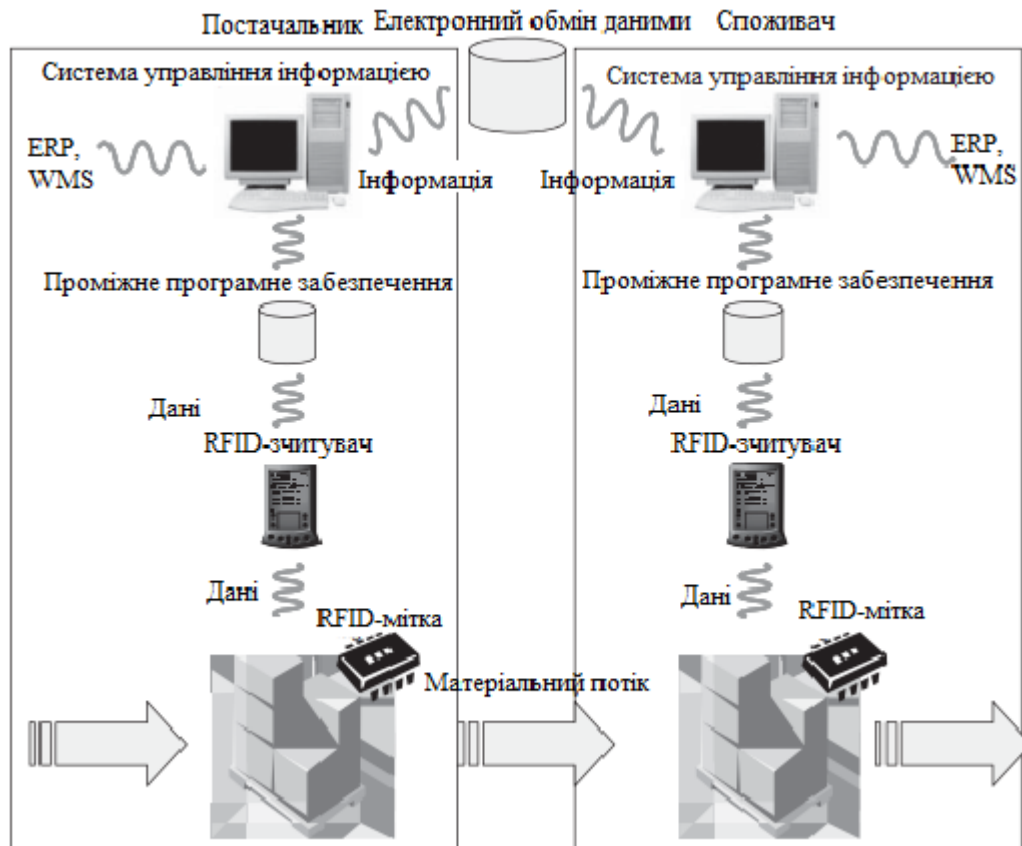 Постачальник
Електронний обмін даними
Споживач
Система управління інформацією
Система управління інформацією
ERP,
WMS
Інформація
Інформація
ERP,
WMS
Проміжне програмне забезпечення
Проміжне програмне забезпечення
Дані
Дані
RFID-зчитувач
RFID-зчитувач
Дані
Дані
RFID-мітка
RFID-мітка
Матеріальний потік